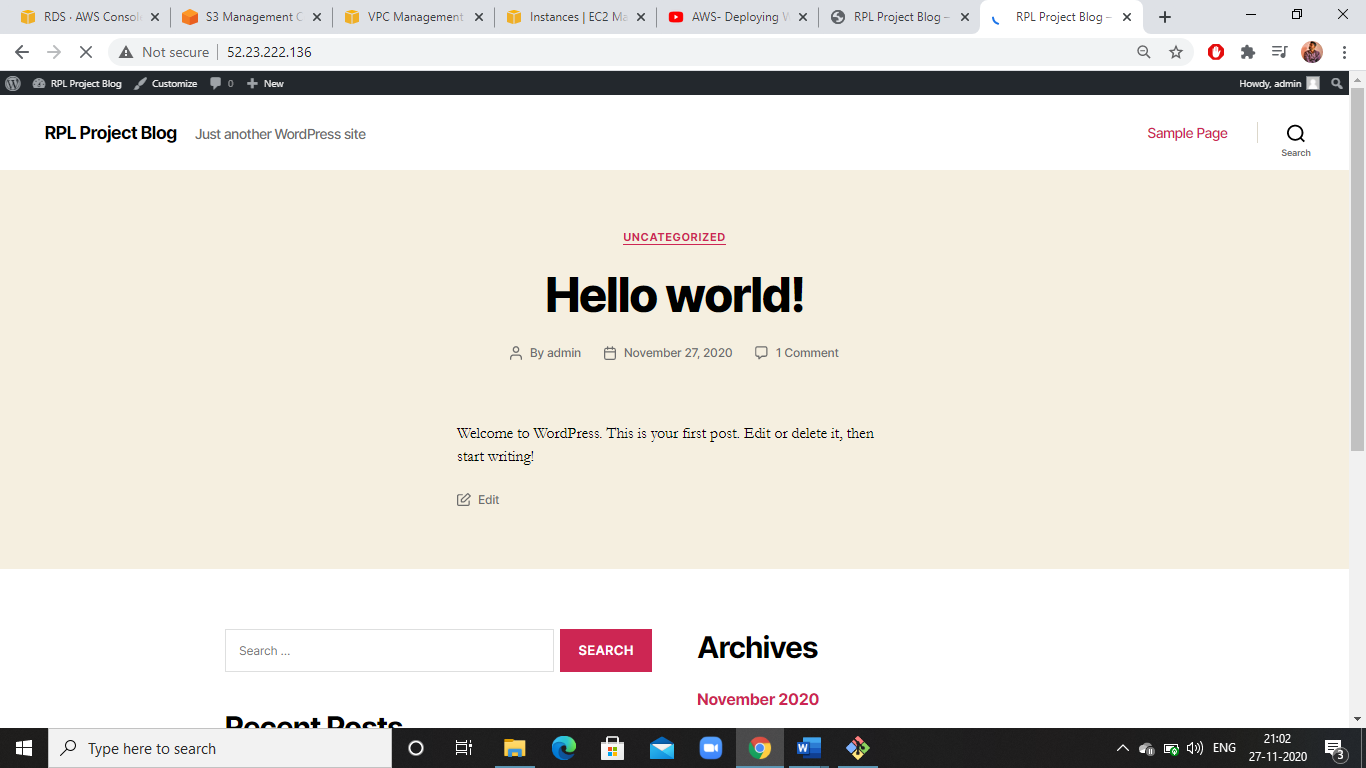 RDS · AWS Consol
S3 Management C
VPC Management
Instances | EC2 Ma
AWS- Deploying W
RPL Project Blog –
RPL Project Blog –
Not secure
52.23.222.136
RPL Project Blog
Customize
0
New
Howdy, admin
RPL Project Blog
Just another WordPress site
Sample Page
Search
UNCATEGORIZED
Hello world!
By admin
November 27, 2020
1 Comment
Welcome to WordPress. This is your first post. Edit or delete it, then
start writing!
Edit
Search …
SEARCH
Archives
November 2020
Recent Posts
Type here to search
ENG
21:02
27-11-2020
3